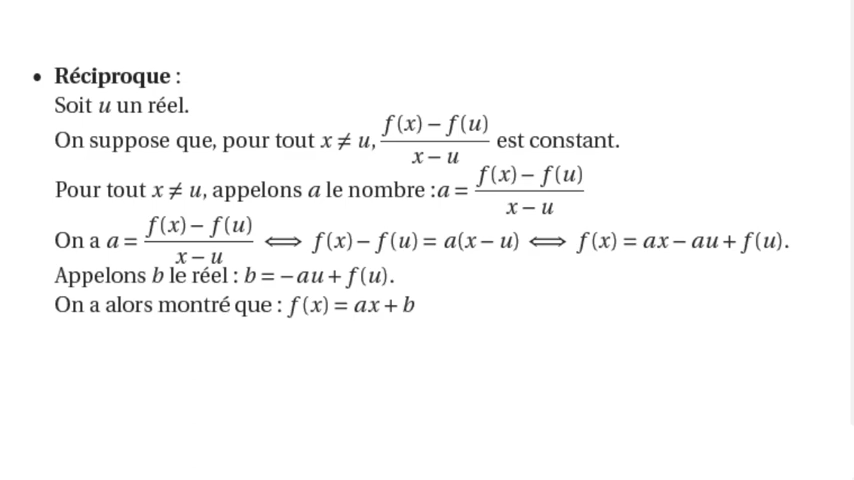 • Réciproque :
Soit u un réel.
On suppose que, pour tout x ≠ u, (f(x) − f(u))/(x − u) est constant.
Pour tout x ≠ u, appelons a le nombre : a = (f(x) − f(u))/(x − u)
On a a = (f(x) − f(u))/(x − u) ⟺ f(x) − f(u) = a(x − u) ⟺ f(x) = ax − au + f(u).
Appelons b le réel : b = −au + f(u).
On a alors montré que : f(x) = ax + b